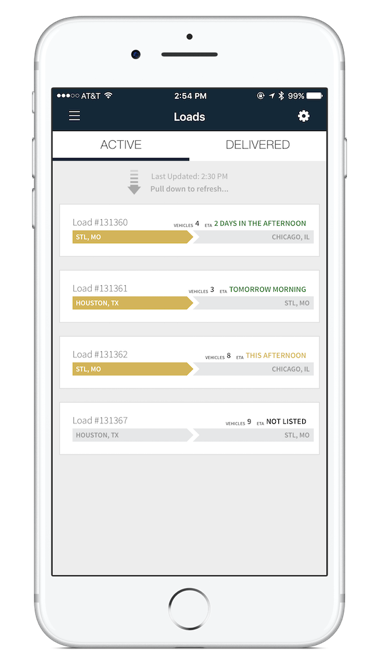 AT&T 2:54 PM 99%
Loads
ACTIVE DELIVERED
Last Updated: 2:30 PM
Pull down to refresh...
Load #131360 VEHICLES 4 ETA 2 DAYS IN THE AFTERNOON
STL, MO CHICAGO, IL
Load #131361 VEHICLES 3 ETA TOMORROW MORNING
HOUSTON, TX STL, MO
Load #131362 VEHICLES 8 ETA THIS AFTERNOON
STL, MO CHICAGO, IL
Load #131367 VEHICLES 9 ETA NOT LISTED
HOUSTON, TX STL, MO